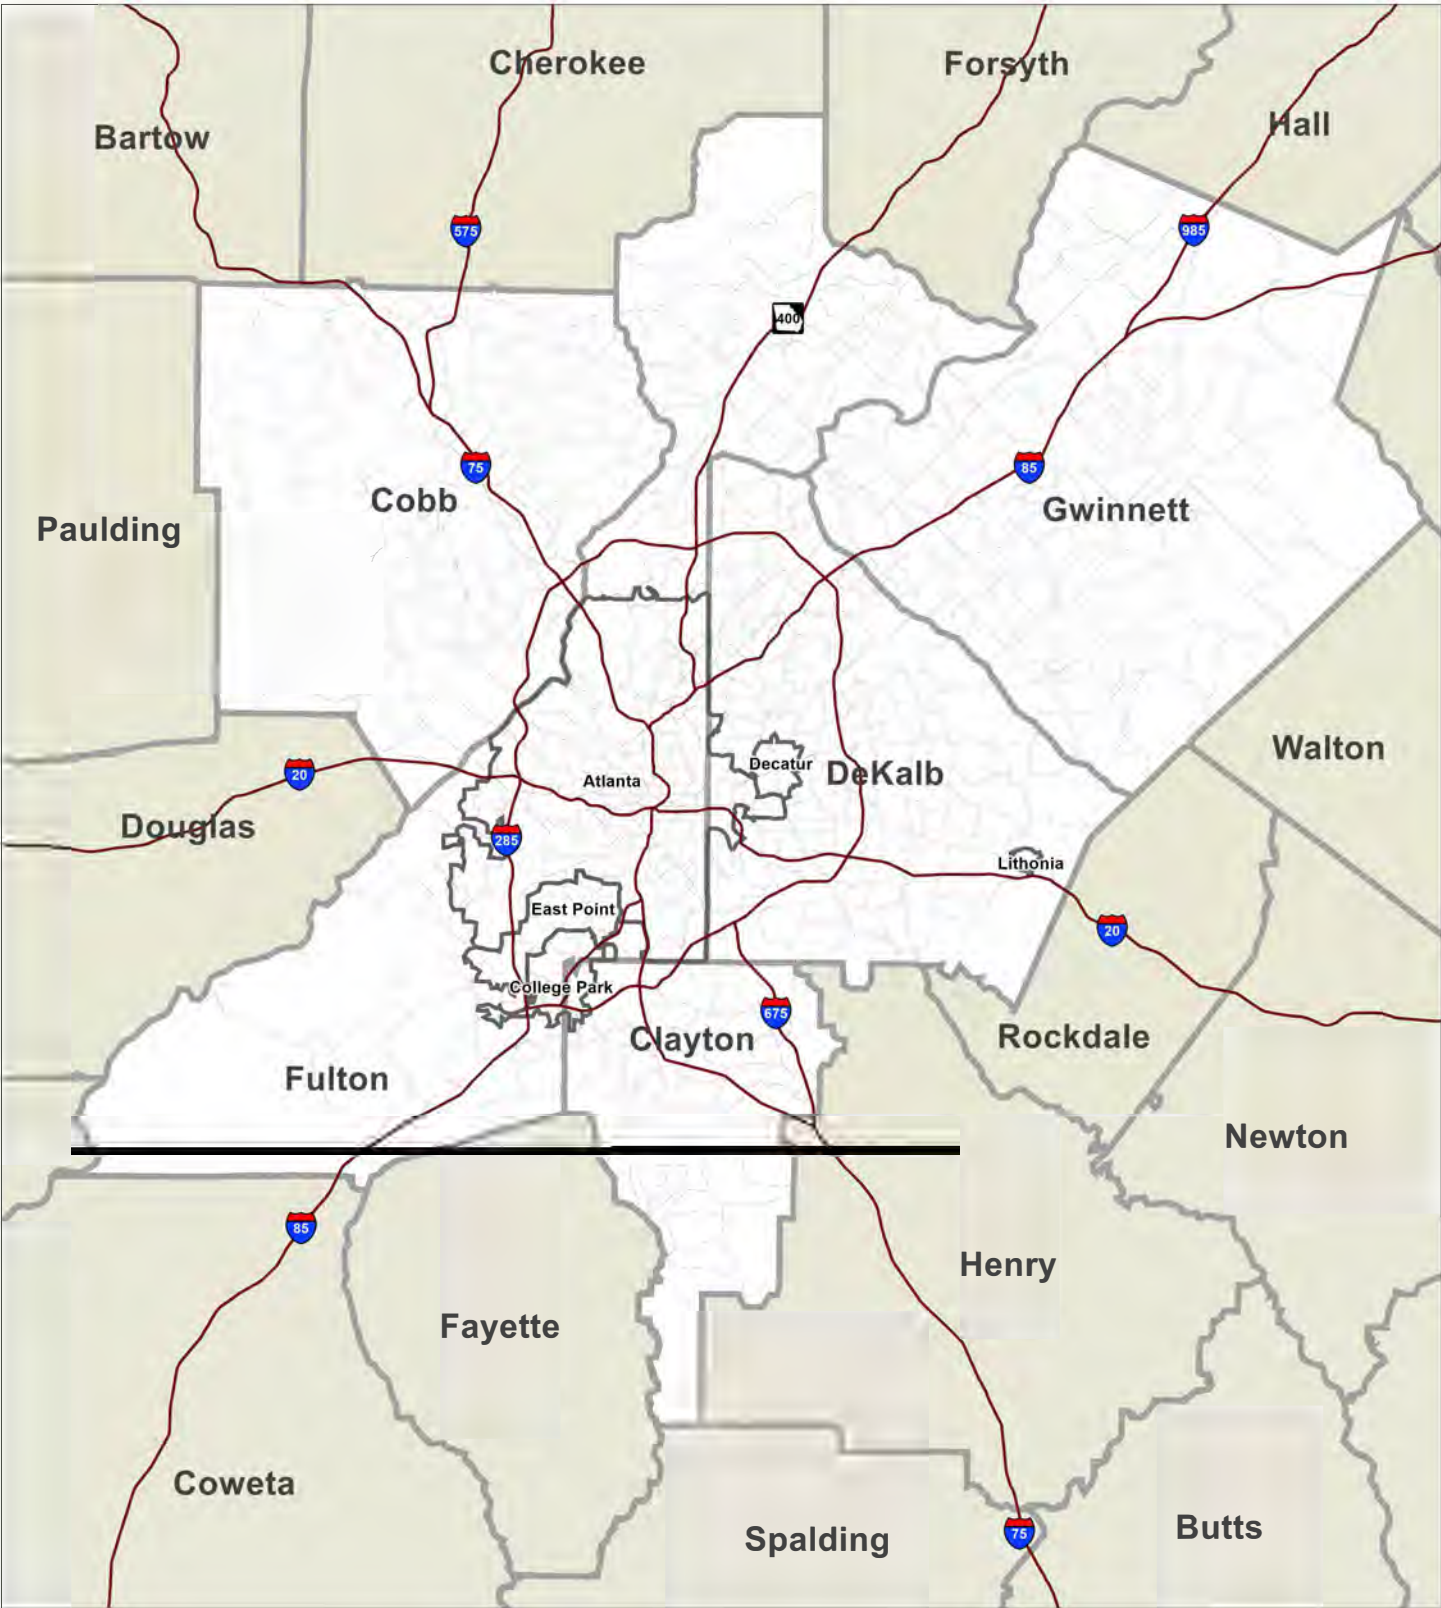 Cherokee
Forsyth
Hall
Bartow
575
985
400
75
85
Cobb
Gwinnett
Paulding
Walton
Decatur
DeKalb
20
Atlanta
Douglas
285
Lithonia
East Point
20
College Park
675
Clayton
Rockdale
Fulton
Newton
85
Henry
Fayette
Coweta
Butts
75
Spalding